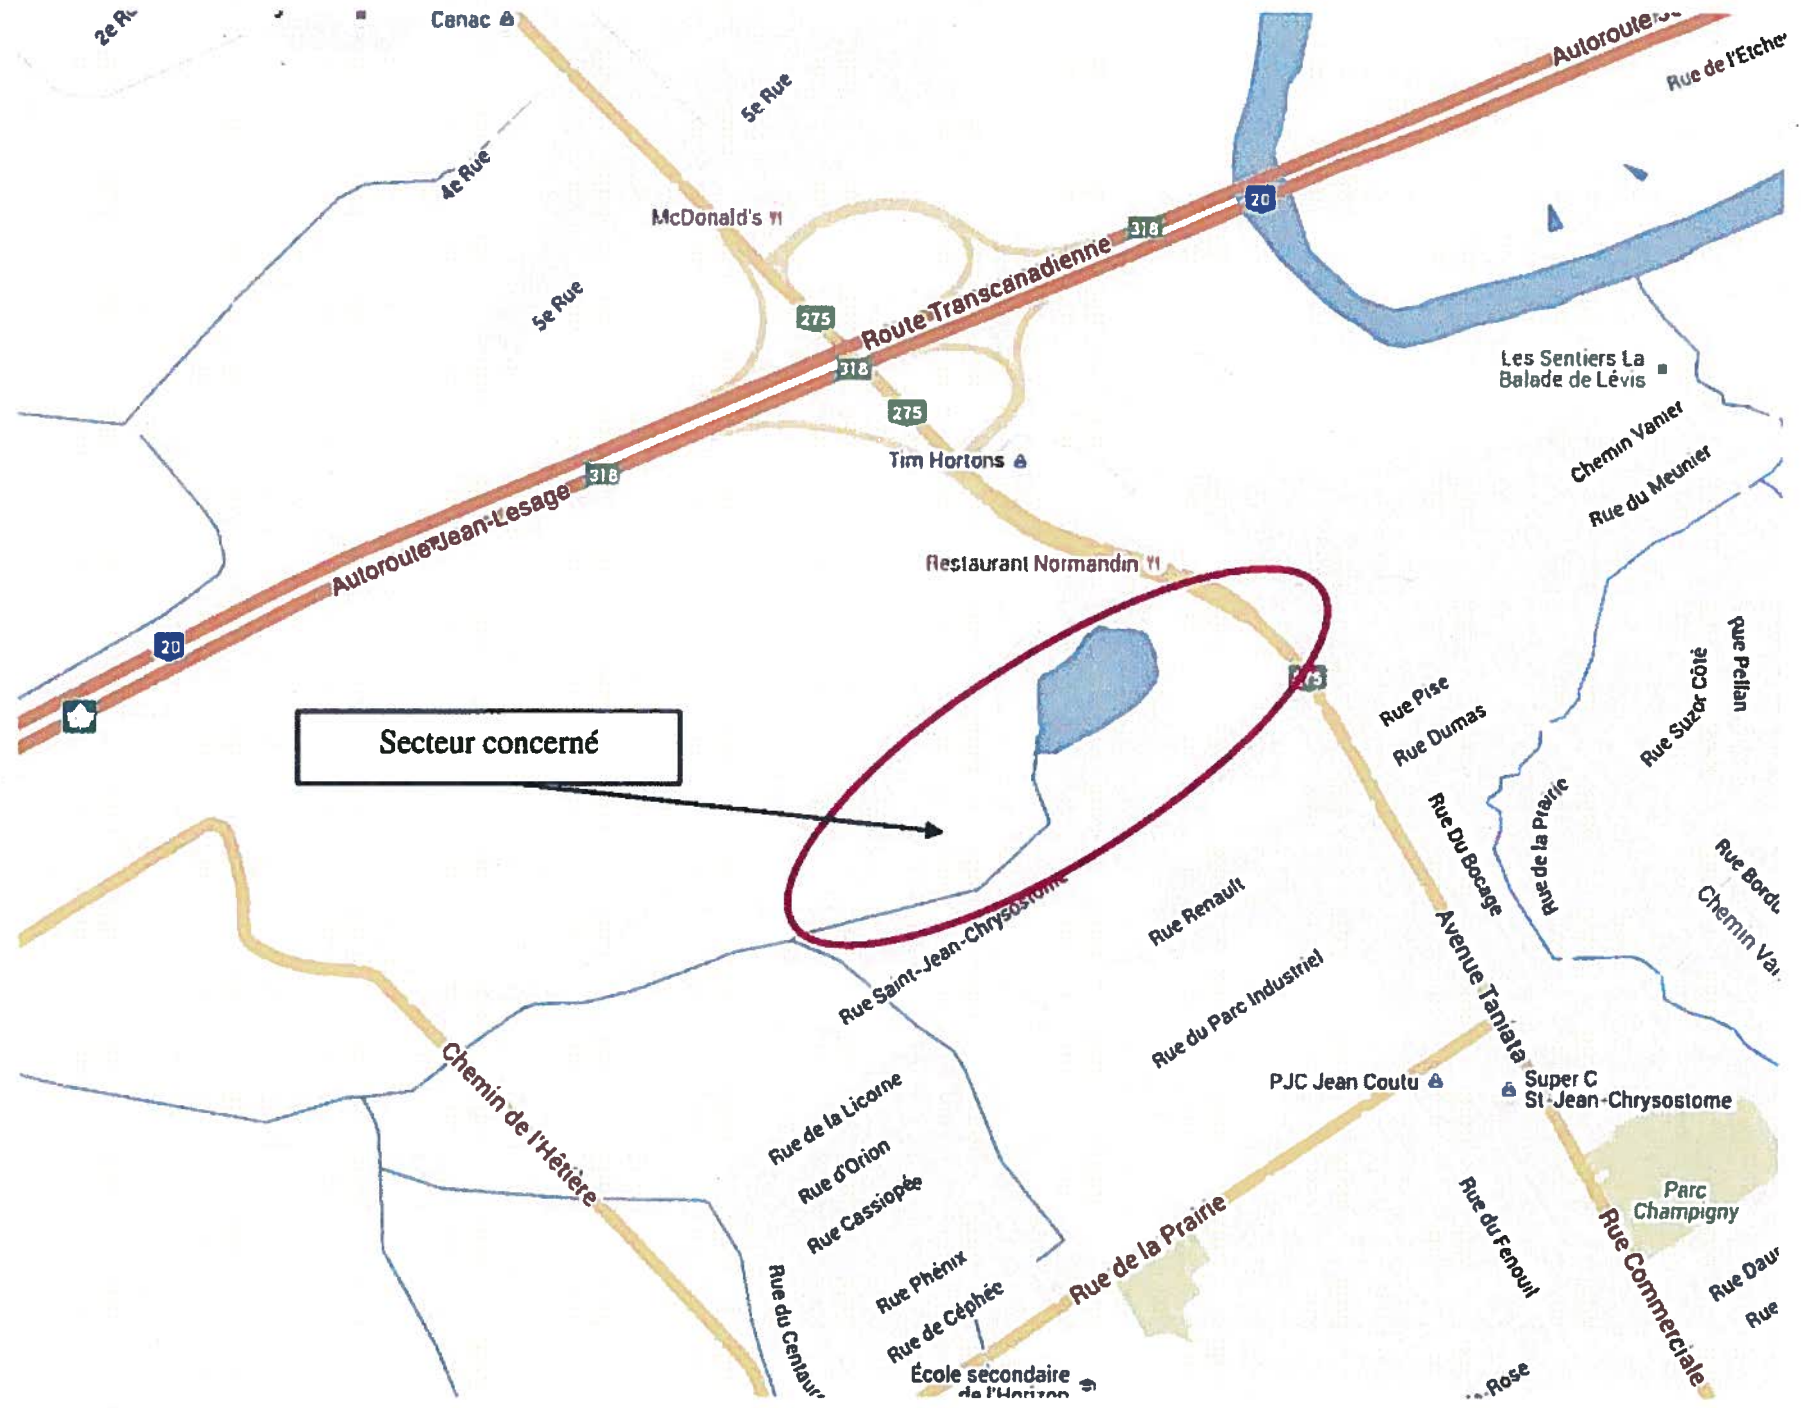 Canac
5e Rue
Autoroute
Rue de l'Etche
4e Rue
McDonald's
20
318
Route Transcanadienne
275
5e Rue
318
275
Les Sentiers La
Balade de Lévis
Chemin Vanier
Rue du Meunier
Tim Hortons
318
Autoroute Jean-Lesage
Restaurant Normandin
20
Rue Pellan
Rue Suzor Côté
Rue Pise
Rue Dumas
Secteur concerné
Rue Du Bocage
Rue de la Prairie
Rue Bordu
Chemin Va
Rue Saint-Jean-Chrysostome
Rue Renault
Rue du Parc Industriel
Avenue Taniata
Chemin de l'Hêtière
PJC Jean Coutu
Super C
St-Jean-Chrysostome
Rue de la Licorne
Rue d'Orion
Rue Cassiopée
Parc
Champigny
Rue de la Prairie
Rue du Fenouil
Rue Commerciale
Rue Phénix
Rue de Céphée
Rue du Centaure
Rue Daur
Rue
École secondaire
de l'Horizon
Rose